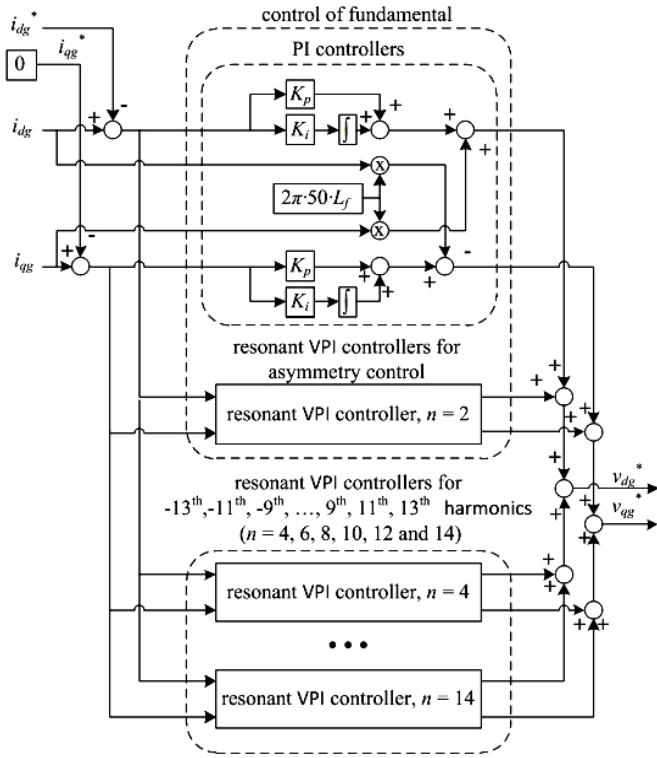 control of fundamental
i_dg*
i_qg*
PI controllers
0
-
K_p
+
+
i_dg
+
K_i
∫
+
+
+
x
2π·50·L_f
x
-
-
i_qg
+
K_p
+
+
+
-
K_i
∫
resonant VPI controllers for
asymmetry control
resonant VPI controller, n = 2
+
+
+
+
resonant VPI controllers for
-13th,-11th, -9th, ..., 9th, 11th, 13th harmonics
(n = 4, 6, 8, 10, 12 and 14)
+
+
v_dg*
v_qg*
+
+
resonant VPI controller, n = 4
+
+
+
+
• • •
resonant VPI controller, n = 14